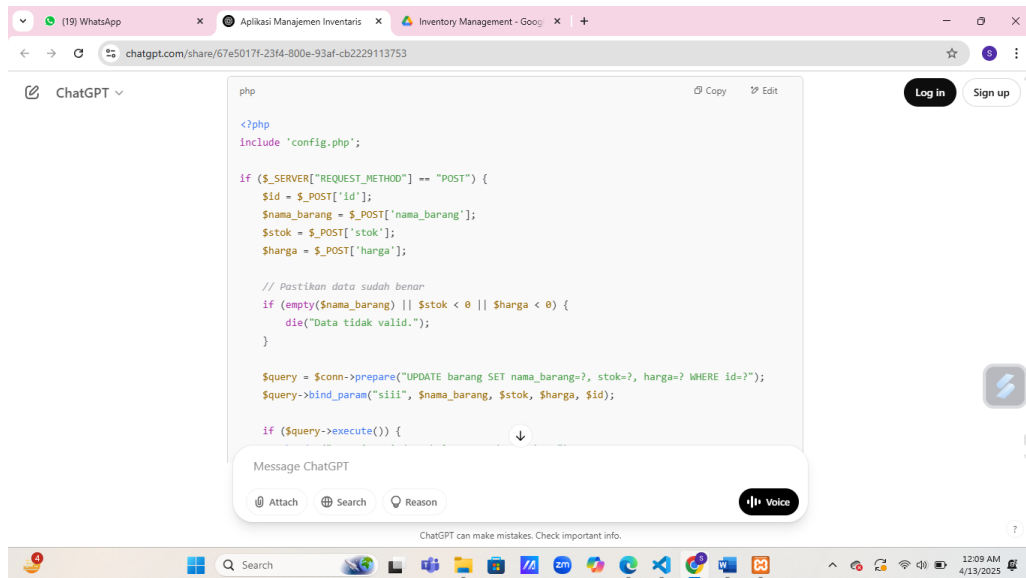 (19) WhatsApp
Aplikasi Manajemen Inventaris
Inventory Management - Goog
chatgpt.com/share/67e5017f-23f4-800e-93af-cb2229113753
S
ChatGPT
Log in
Sign up
php
Copy
Edit
<?php
include 'config.php';
if ($_SERVER["REQUEST_METHOD"] == "POST") {
$id = $_POST['id'];
$nama_barang = $_POST['nama_barang'];
$stok = $_POST['stok'];
$harga = $_POST['harga'];
// Pastikan data sudah benar
if (empty($nama_barang) || $stok < 0 || $harga < 0) {
die("Data tidak valid.");
}
$query = $conn->prepare("UPDATE barang SET nama_barang=?, stok=?, harga=? WHERE id=?");
$query->bind_param("siii", $nama_barang, $stok, $harga, $id);
if ($query->execute()) {
Message ChatGPT
Attach
Search
Reason
Voice
ChatGPT can make mistakes. Check important info.
?
4
Search
zm
12:09 AM
4/13/2025